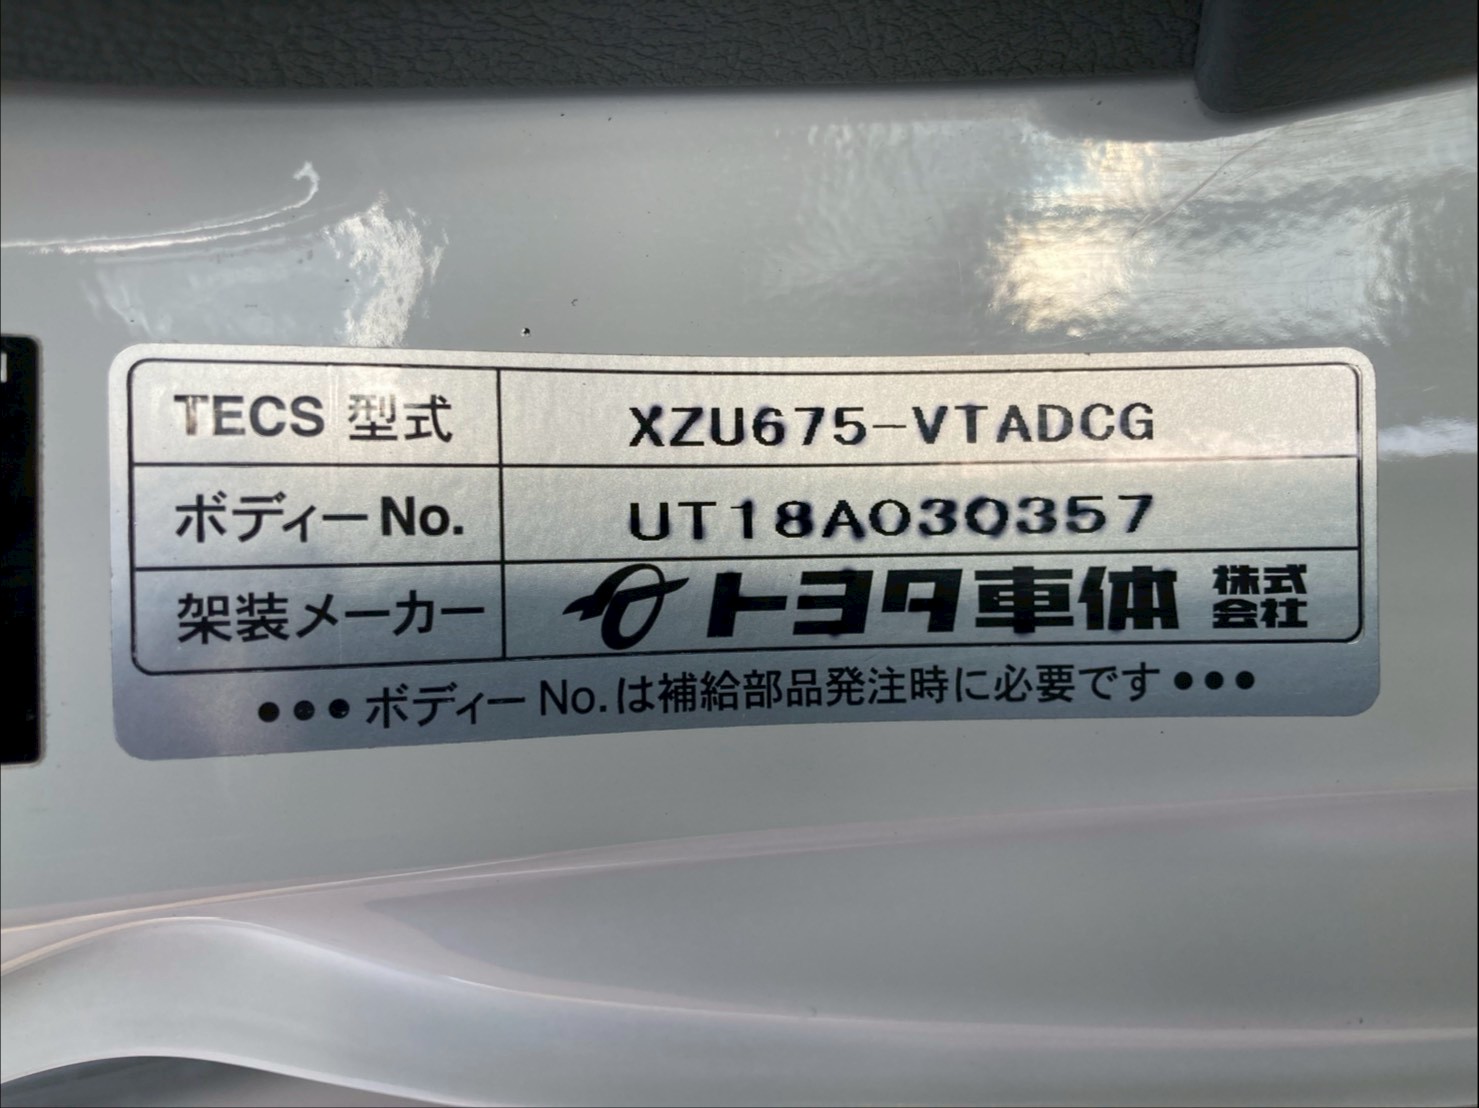 TECS 型式 XZU675-VTADCG
ボディーNo. UT18A030357
架装メーカー トヨタ車体 株式会社
●●●ボディーNo.は補給部品発注時に必要です●●●